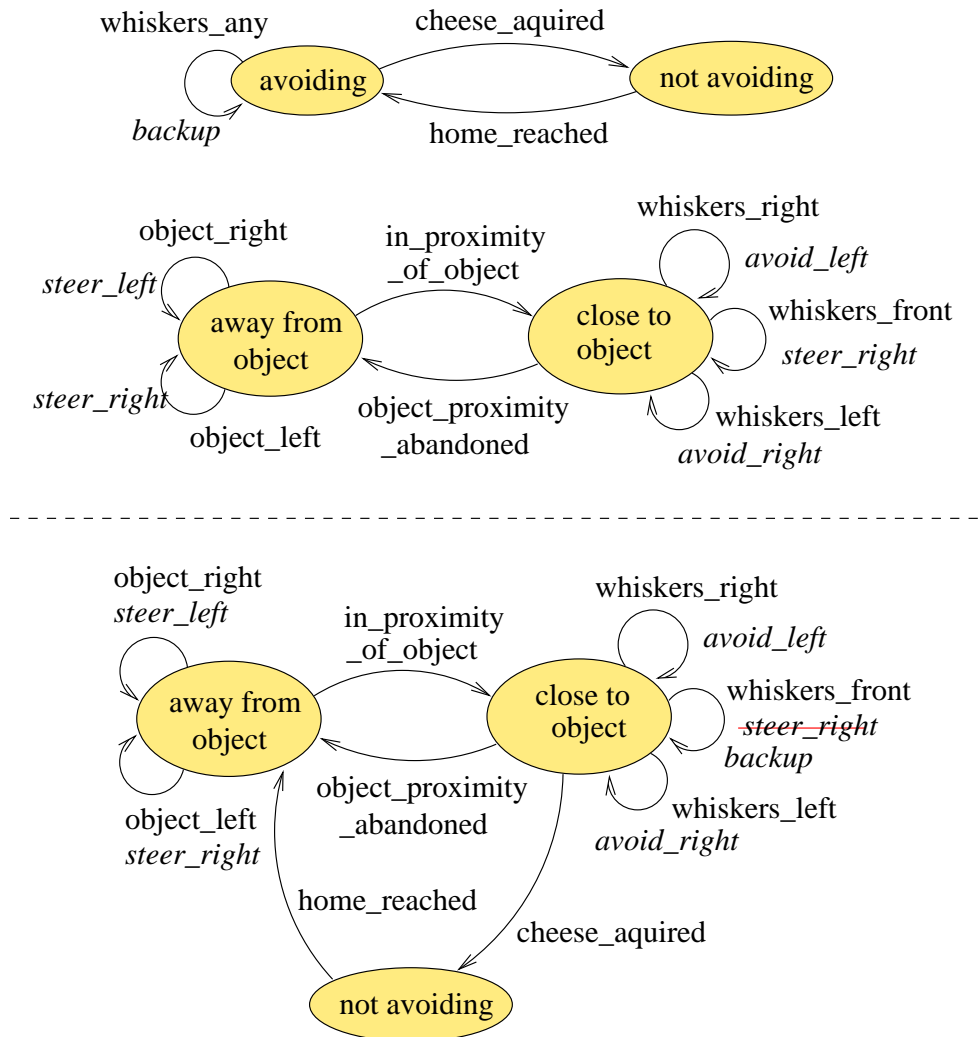 whiskers_any
cheese_aquired
avoiding
not avoiding
backup
home_reached
whiskers_right
object_right
in_proximity
_of_object
avoid_left
steer_left
away from
object
close to
object
whiskers_front
steer_right
steer_right
object_left
object_proximity
_abandoned
whiskers_left
avoid_right
object_right
steer_left
in_proximity
_of_object
whiskers_right
avoid_left
away from
object
close to
object
whiskers_front
steer_right
backup
object_left
steer_right
object_proximity
_abandoned
whiskers_left
avoid_right
home_reached
cheese_aquired
not avoiding